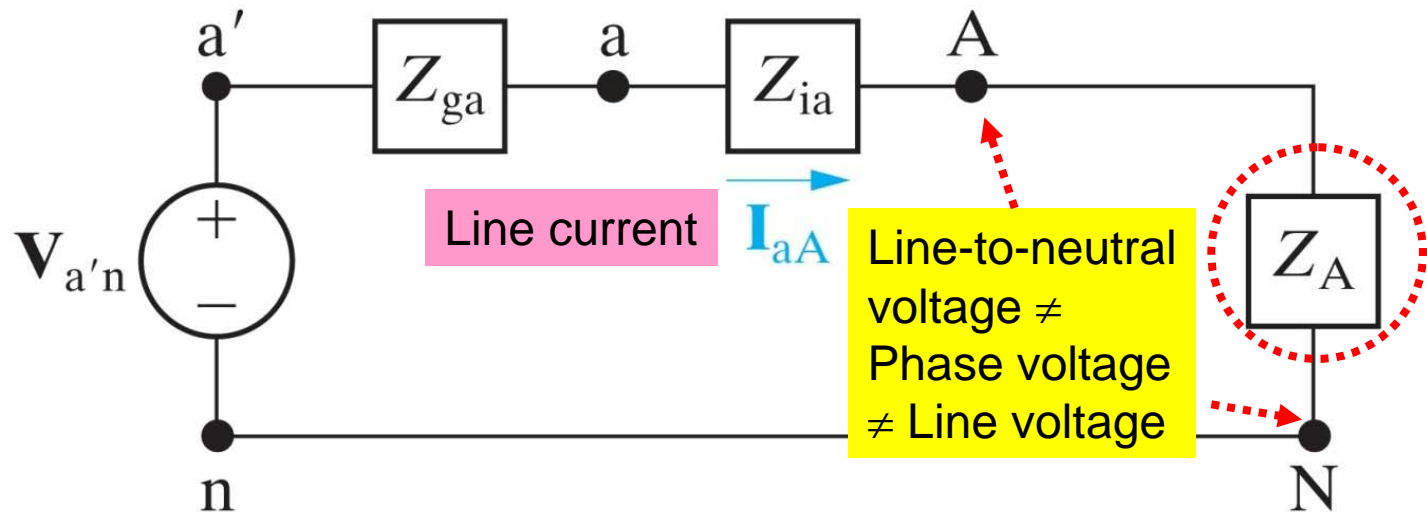 a′
a
A
Z_ga
Z_ia
Line current
I_aA
+
V_a′n
−
Line-to-neutral
voltage ≠
Phase voltage
≠ Line voltage
Z_A
n
N